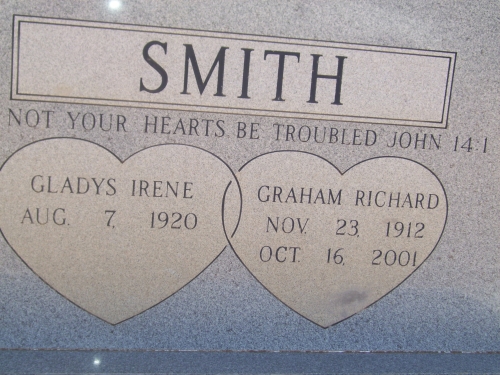 SMITH
NOT YOUR HEARTS BE TROUBLED JOHN 14:1
GLADYS IRENE
AUG. 7, 1920
GRAHAM RICHARD
NOV. 23, 1912
OCT. 16, 2001